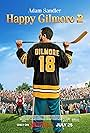 Adam Sandler
Happy Gilmore 2
GILMORE
18
JULY 25